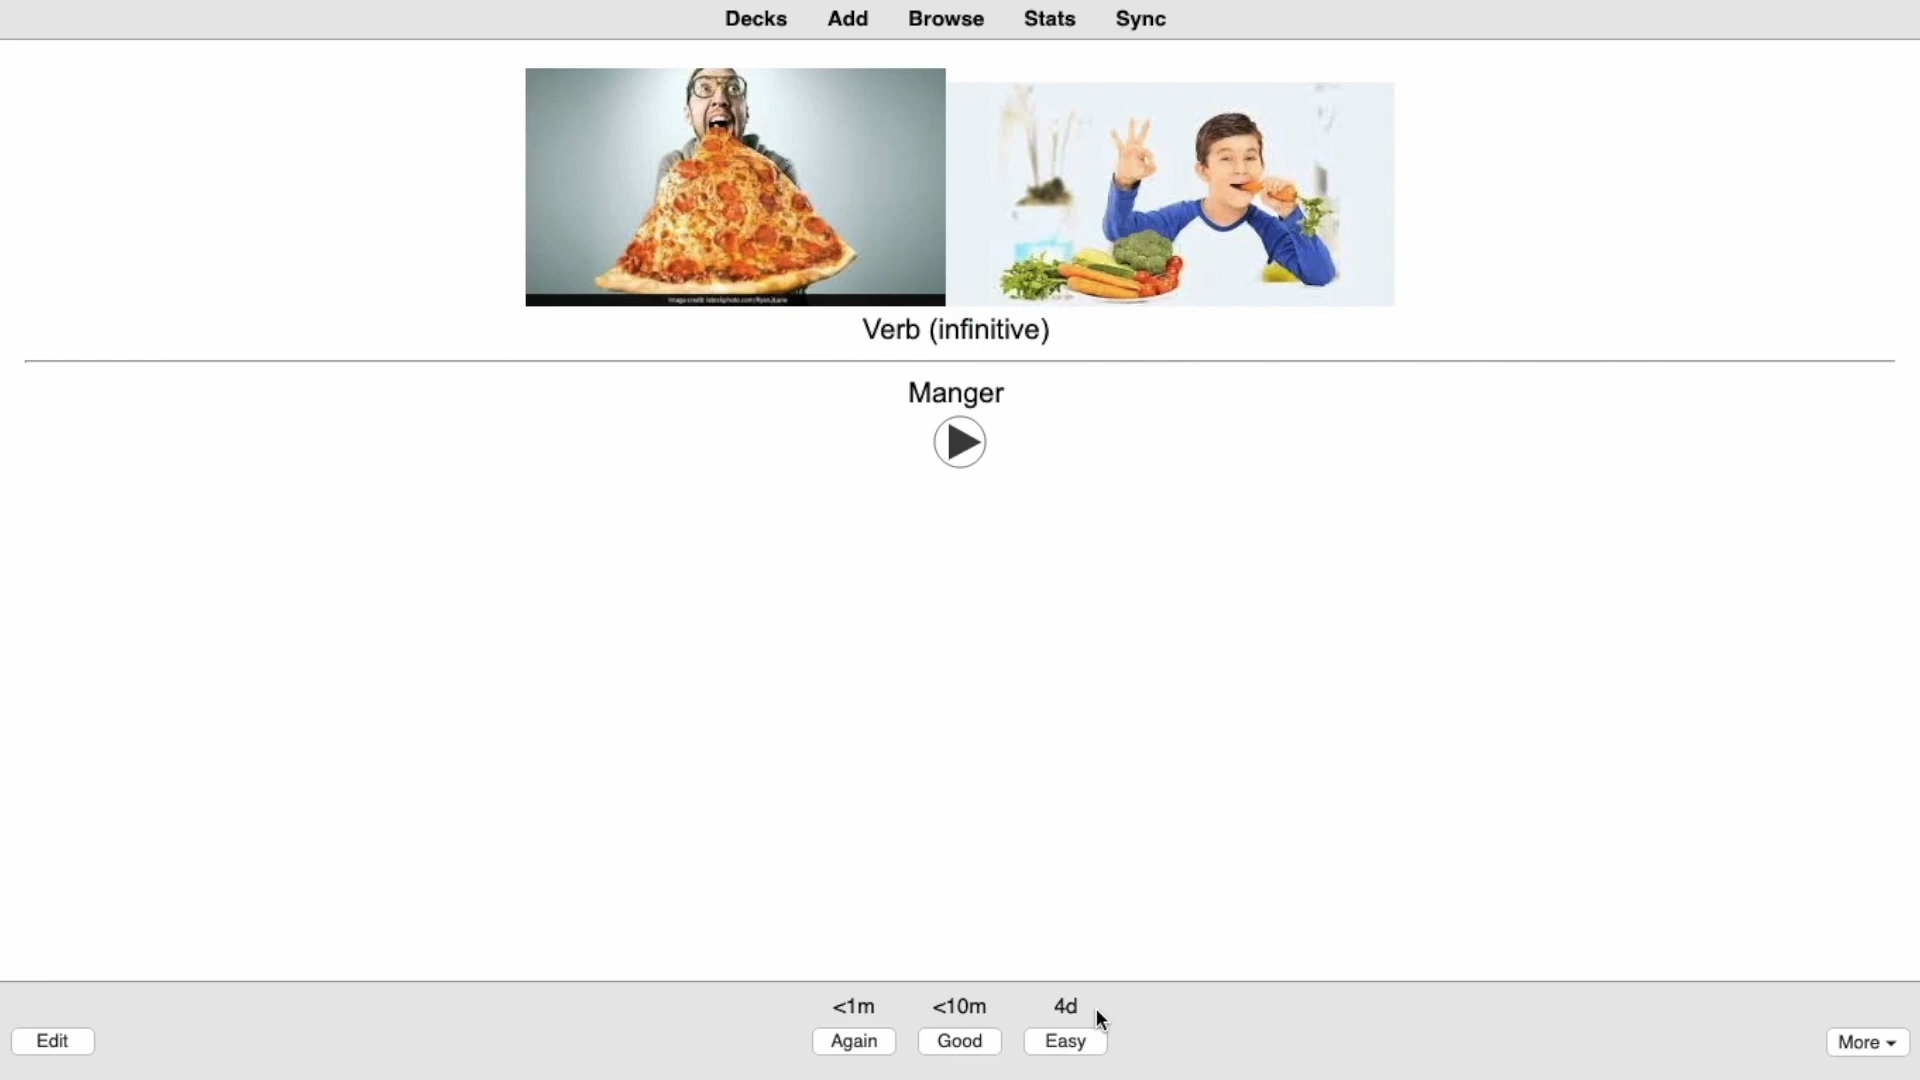 Decks Add Browse Stats Sync
Verb (infinitive)
Manger
<1m <10m 4d
Edit Again Good Easy More